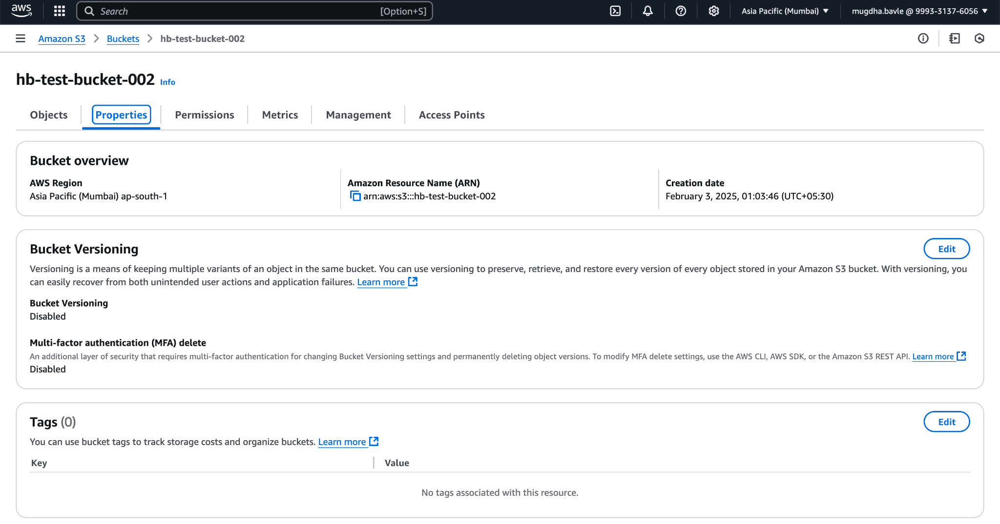 aws
Search [Option+S]
Asia Pacific (Mumbai) mugdha.bavle @ 9993-3137-6056
Amazon S3 Buckets hb-test-bucket-002
hb-test-bucket-002 Info
Objects Properties Permissions Metrics Management Access Points
Bucket overview
AWS Region Amazon Resource Name (ARN) Creation date
Asia Pacific (Mumbai) ap-south-1 arn:aws:s3:::hb-test-bucket-002 February 3, 2025, 01:03:46 (UTC+05:30)
Bucket Versioning Edit
Versioning is a means of keeping multiple variants of an object in the same bucket. You can use versioning to preserve, retrieve, and restore every version of every object stored in your Amazon S3 bucket. With versioning, you
can easily recover from both unintended user actions and application failures. Learn more
Bucket Versioning
Disabled
Multi-factor authentication (MFA) delete
An additional layer of security that requires multi-factor authentication for changing Bucket Versioning settings and permanently deleting object versions. To modify MFA delete settings, use the AWS CLI, AWS SDK, or the Amazon S3 REST API. Learn more
Disabled
Tags (0) Edit
You can use bucket tags to track storage costs and organize buckets. Learn more
Key Value
No tags associated with this resource.